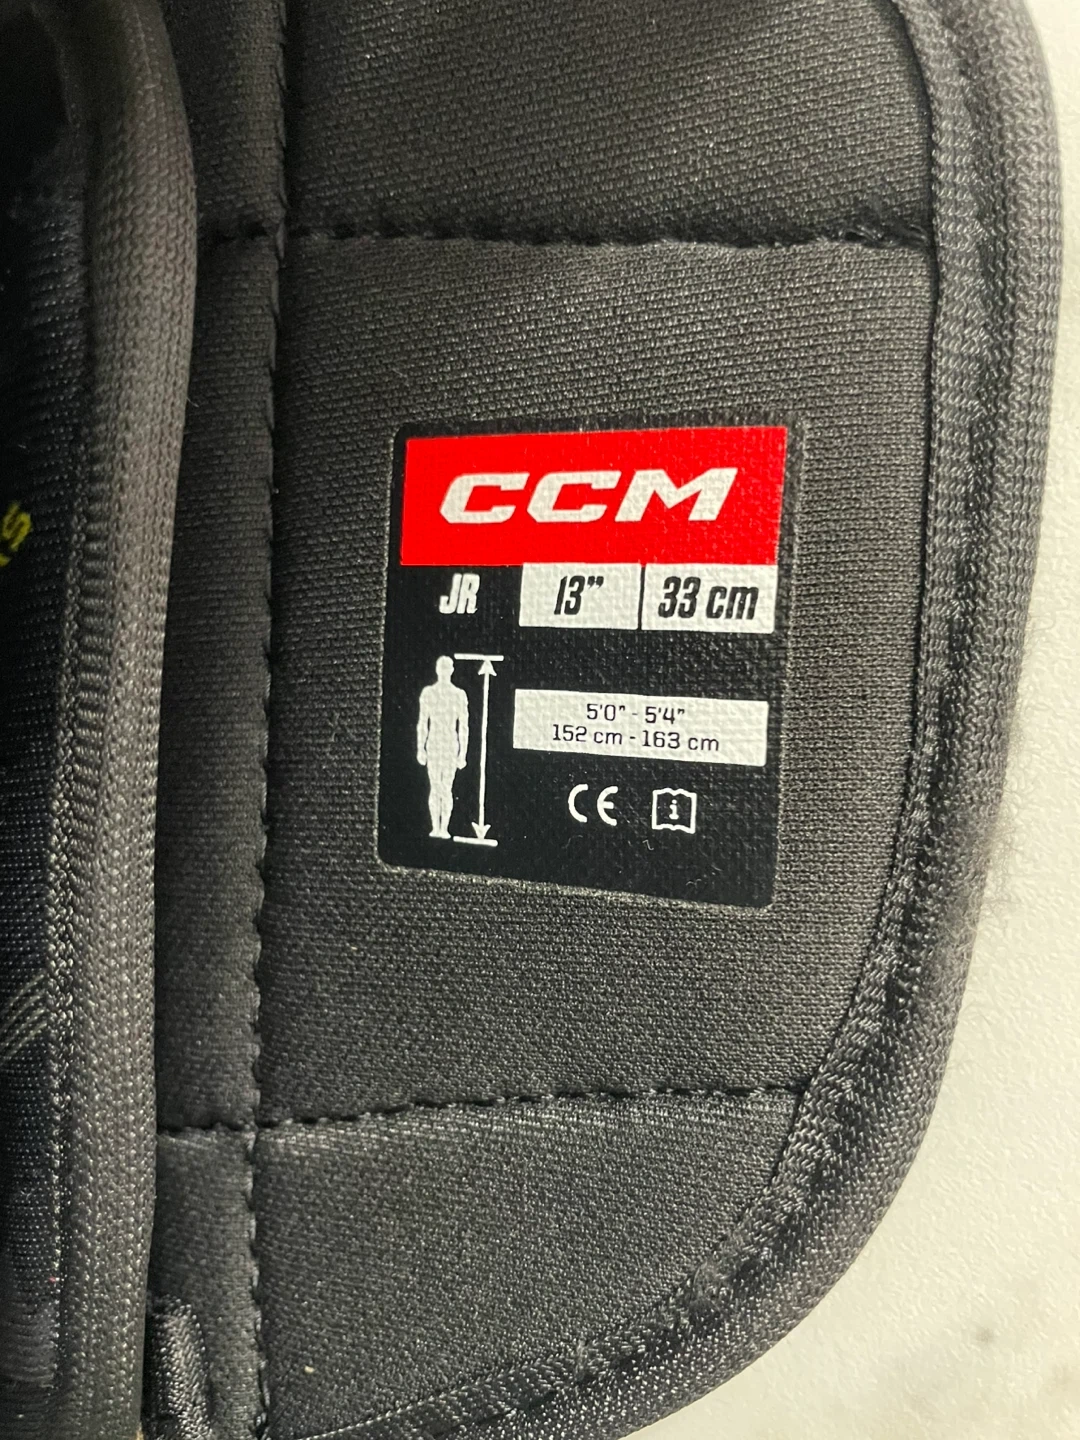 CCM
JR 13" 33 cm
5'0" - 5'4"
152 cm - 163 cm
CE i